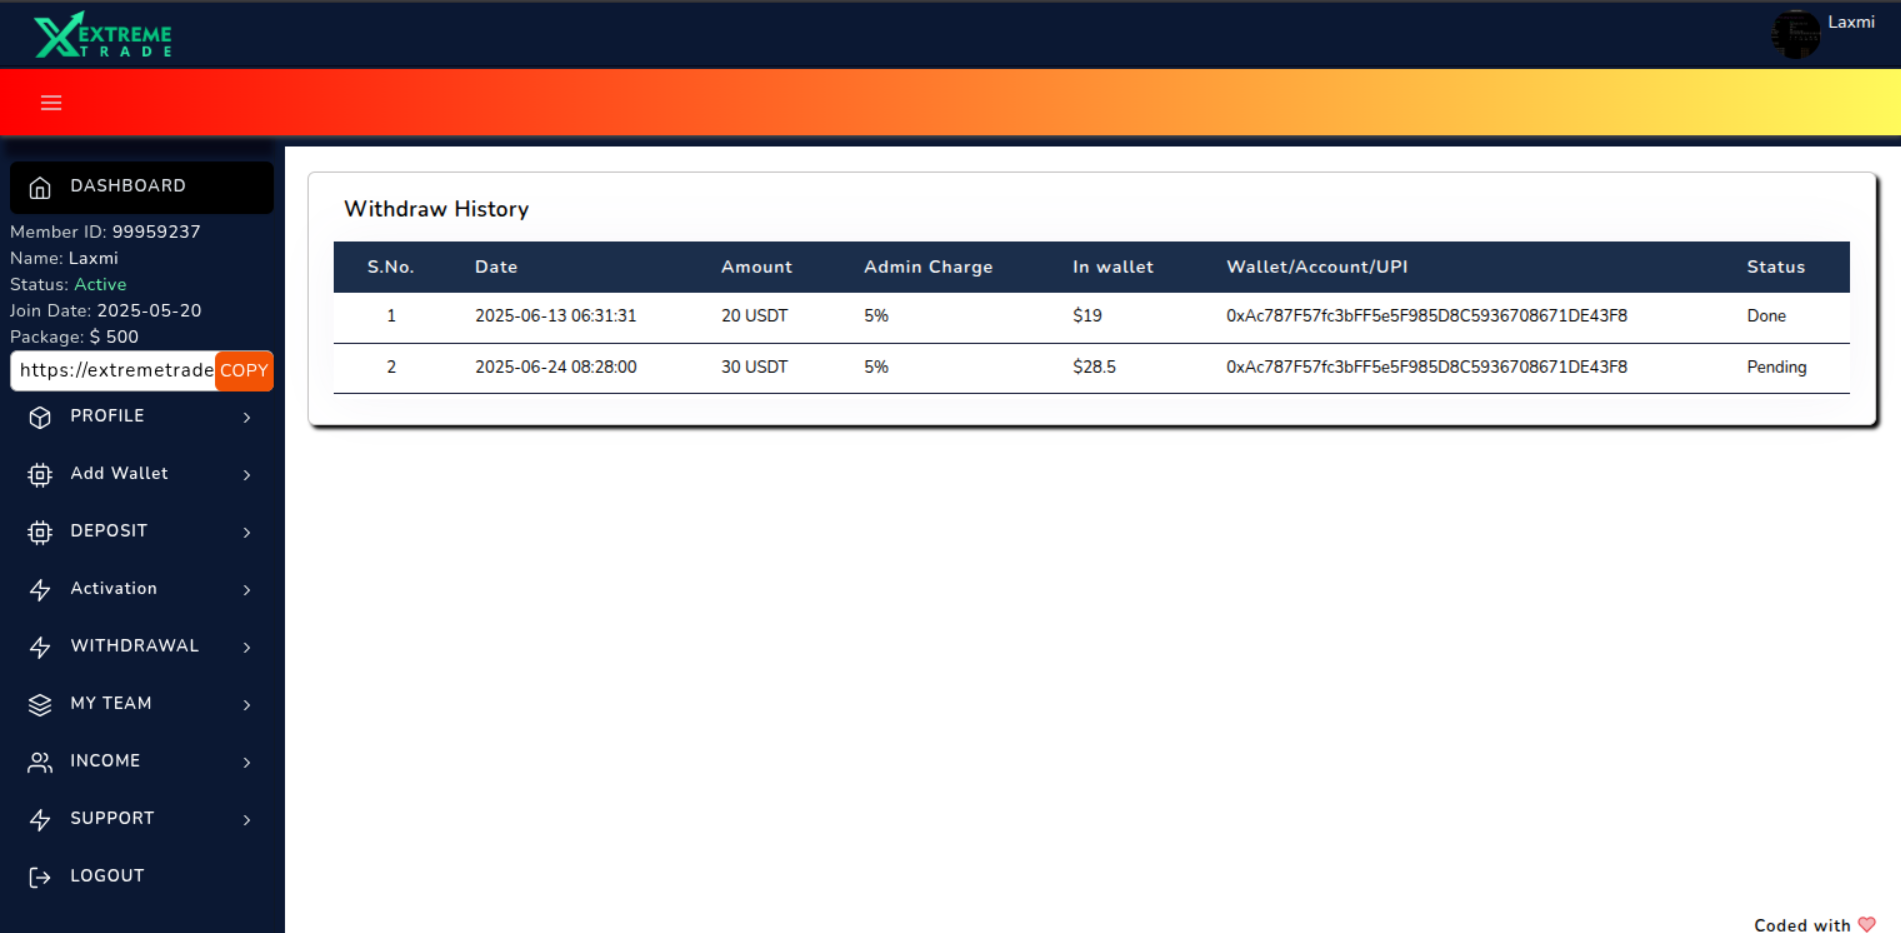 EXTREME
TRADE
Laxmi
DASHBOARD
Member ID: 99959237
Name: Laxmi
Status: Active
Join Date: 2025-05-20
Package: $ 500
https://extremetrade COPY
PROFILE
Add Wallet
DEPOSIT
Activation
WITHDRAWAL
MY TEAM
INCOME
SUPPORT
LOGOUT
Withdraw History
S.No. Date Amount Admin Charge In wallet Wallet/Account/UPI Status
1 2025-06-13 06:31:31 20 USDT 5% $19 0xAc787F57fc3bFF5e5F985D8C5936708671DE43F8 Done
2 2025-06-24 08:28:00 30 USDT 5% $28.5 0xAc787F57fc3bFF5e5F985D8C5936708671DE43F8 Pending
Coded with